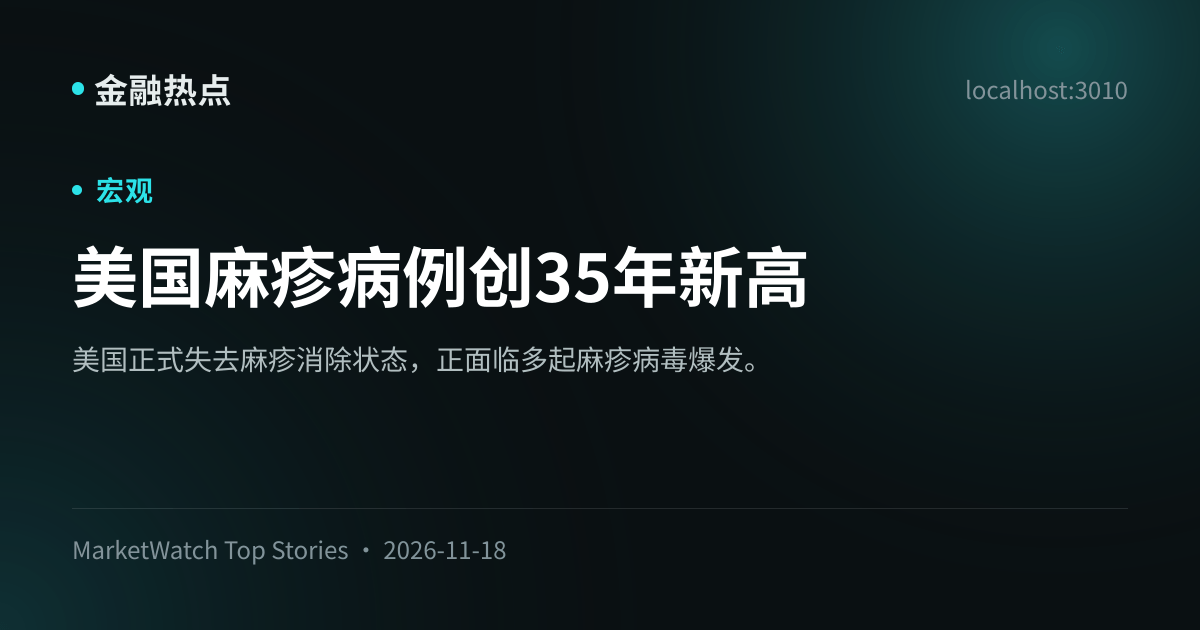 金融热点
localhost:3010
宏观
美国麻疹病例创35年新高
美国正式失去麻疹消除状态，正面临多起麻疹病毒爆发。
MarketWatch Top Stories • 2026-11-18